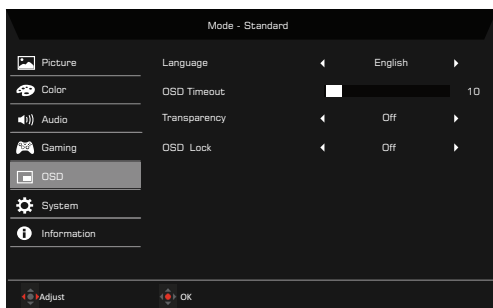 Mode - Standard
Picture
Language English
Color
OSD Timeout 10
Audio
Transparency Off
Gaming
OSD Lock Off
OSD
System
Information
Adjust OK